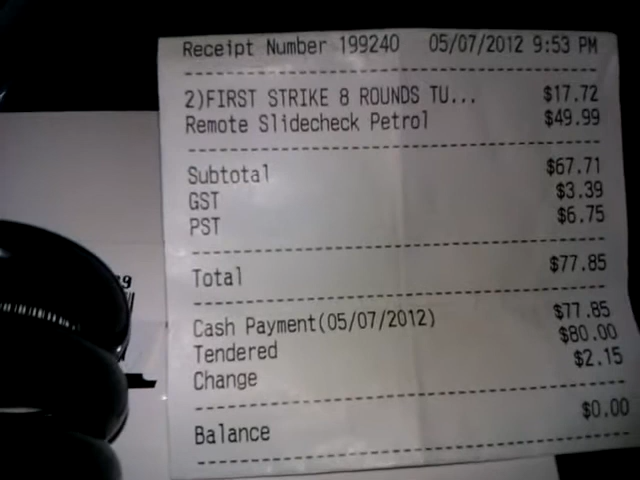 Receipt Number 199240 05/07/2012 9:53 PM
2)FIRST STRIKE 8 ROUNDS TU... $17.72
Remote Slidecheck Petrol $49.99
Subtotal $67.71
GST $3.39
PST $6.75
Total $77.85
Cash Payment(05/07/2012) $77.85
Tendered $80.00
Change $2.15
Balance $0.00